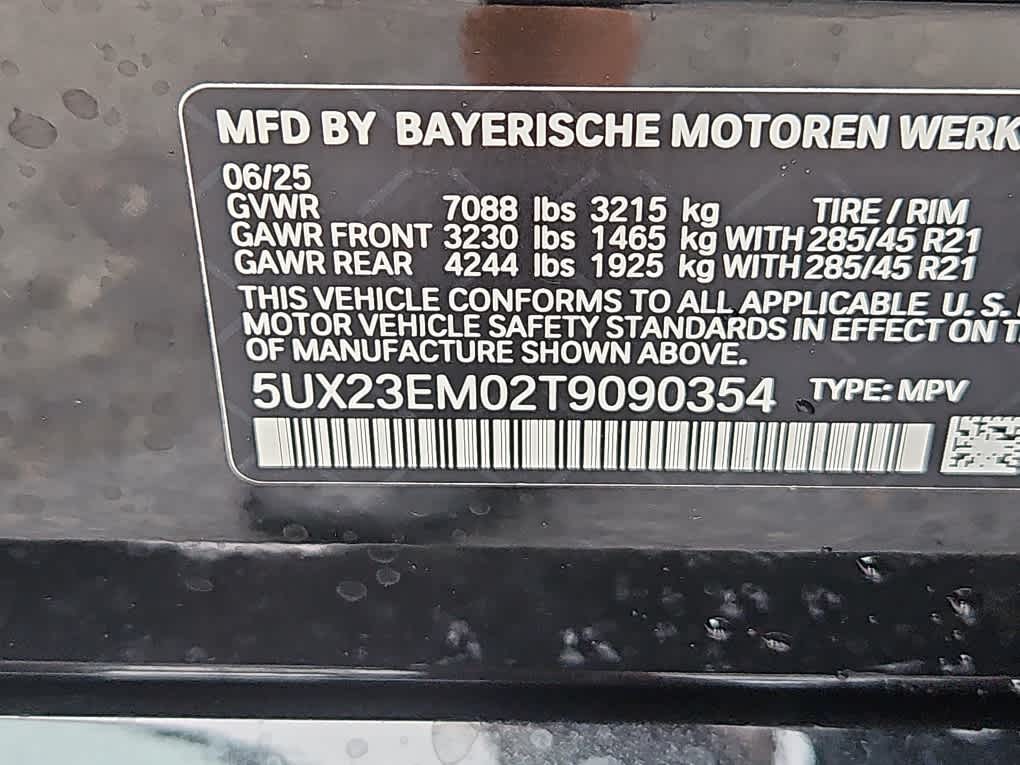 MFD BY BAYERISCHE MOTOREN WERK
06/25
GVWR 7088 lbs 3215 kg TIRE / RIM
GAWR FRONT 3230 lbs 1465 kg WITH 285/45 R21
GAWR REAR 4244 lbs 1925 kg WITH 285/45 R21
THIS VEHICLE CONFORMS TO ALL APPLICABLE U.S.
MOTOR VEHICLE SAFETY STANDARDS IN EFFECT ON
OF MANUFACTURE SHOWN ABOVE.
5UX23EM02T9090354 TYPE: MPV